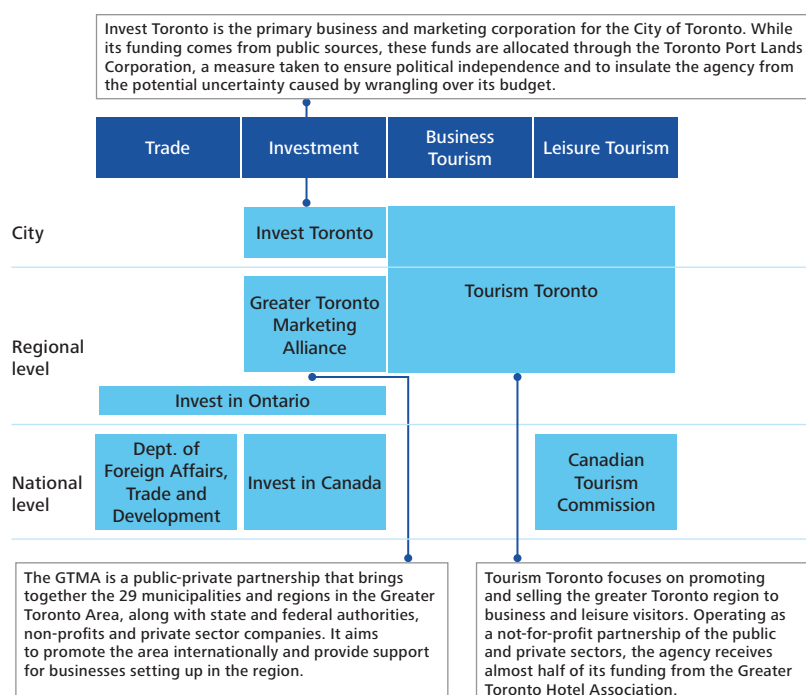 Invest Toronto is the primary business and marketing corporation for the City of Toronto. While
its funding comes from public sources, these funds are allocated through the Toronto Port Lands
Corporation, a measure taken to ensure political independence and to insulate the agency from
the potential uncertainty caused by wrangling over its budget.
Trade
Investment
Business
Tourism
Leisure Tourism
City
Invest Toronto
Tourism Toronto
Regional
level
Greater Toronto
Marketing
Alliance
Invest in Ontario
National
level
Dept. of
Foreign Affairs,
Trade and
Development
Invest in Canada
Canadian
Tourism
Commission
The GTMA is a public-private partnership that brings
together the 29 municipalities and regions in the Greater
Toronto Area, along with state and federal authorities,
non-profits and private sector companies. It aims
to promote the area internationally and provide support
for businesses setting up in the region.
Tourism Toronto focuses on promoting
and selling the greater Toronto region to
business and leisure visitors. Operating as
a not-for-profit partnership of the public
and private sectors, the agency receives
almost half of its funding from the Greater
Toronto Hotel Association.